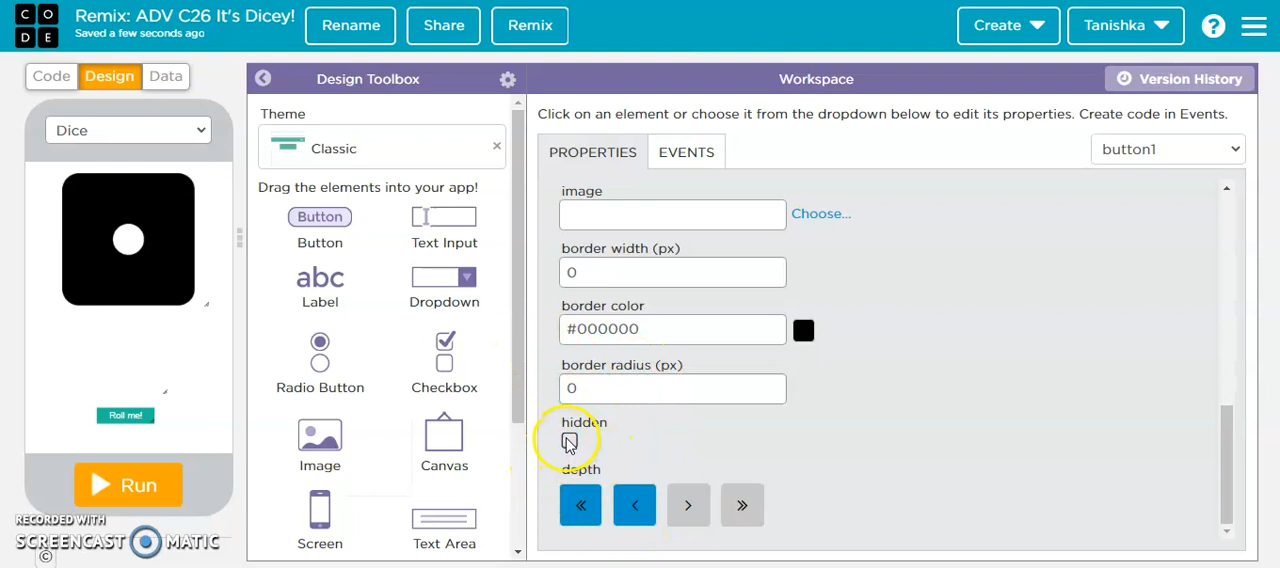 CO
DE
Remix: ADV C26 It's Dicey!
Saved a few seconds ago
Rename
Share
Remix
Create
Tanishka
?
Code
Design
Data
Design Toolbox
Workspace
Version History
Dice
Theme
Classic
×
Click on an element or choose it from the dropdown below to edit its properties. Create code in Events.
PROPERTIES
EVENTS
button1
Drag the elements into your app!
Button
Button
Text Input
abc
Label
Dropdown
Radio Button
Checkbox
Image
Canvas
Screen
Text Area
image
Choose...
border width (px)
0
border color
#000000
border radius (px)
0
hidden
depth
Roll me!
Run
RECORDED WITH
SCREENCAST MATIC
©